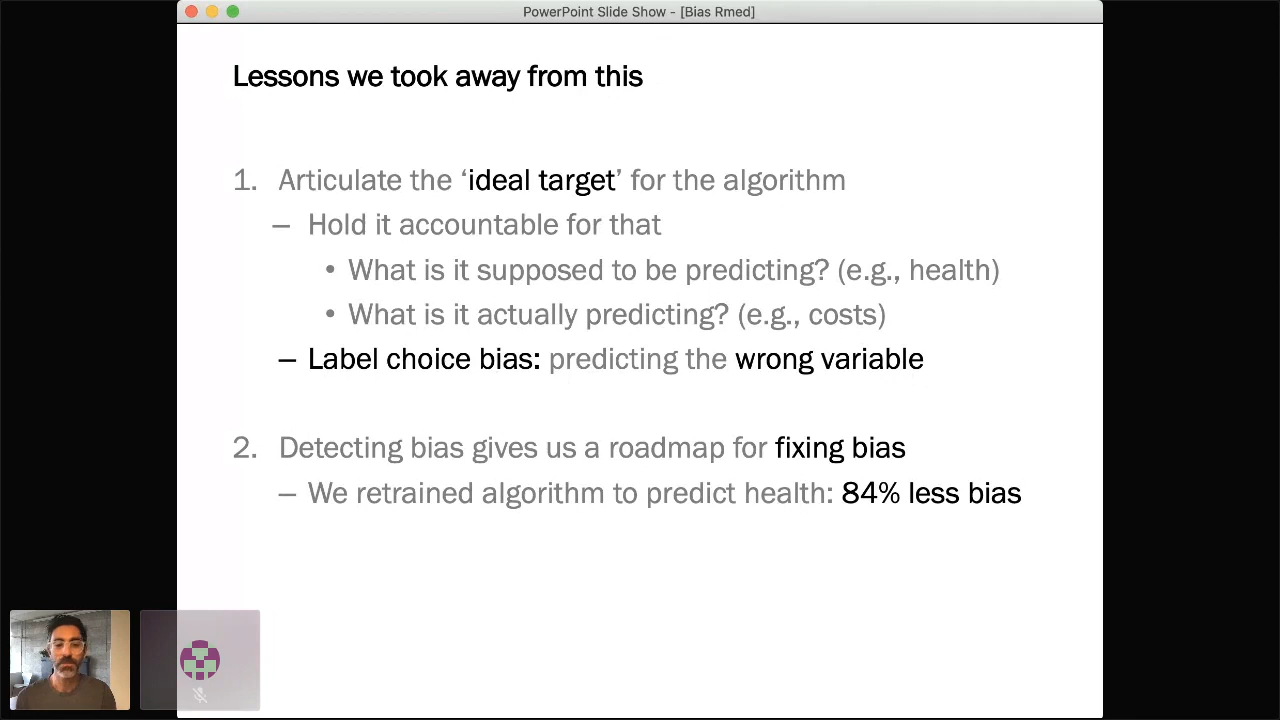 PowerPoint Slide Show - [Bias Rmed]
Lessons we took away from this
1. Articulate the ‘ideal target’ for the algorithm
– Hold it accountable for that
• What is it supposed to be predicting? (e.g., health)
• What is it actually predicting? (e.g., costs)
– Label choice bias: predicting the wrong variable
2. Detecting bias gives us a roadmap for fixing bias
– We retrained algorithm to predict health: 84% less bias